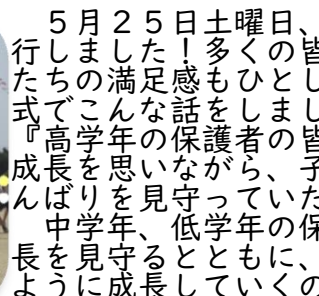 ５月２５日土曜日、
行しました！多くの皆
たちの満足感もひとし
式でこんな話をしまし
『高学年の保護者の皆
成長を思いながら、子
んばりを見守っていた
中学年、低学年の保
長を見守るとともに、
ように成長していくの